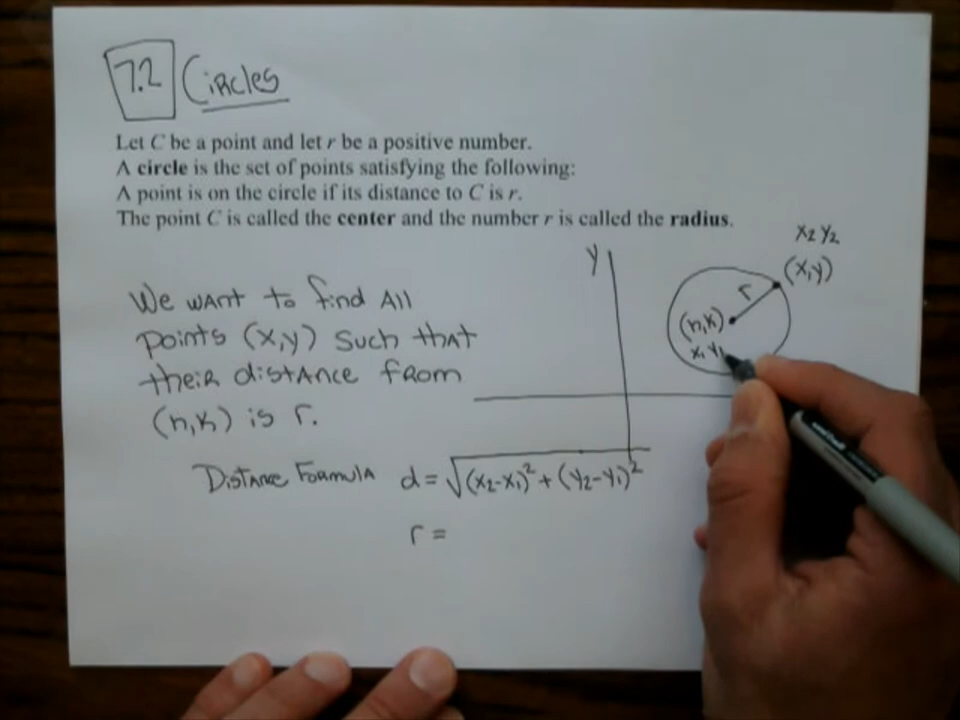 7.2 Circles
Let C be a point and let r be a positive number.
A circle is the set of points satisfying the following:
A point is on the circle if its distance to C is r.
The point C is called the center and the number r is called the radius.
x₂ y₂
y
(x,y)
r
(h,k)
x₁ y₁
We want to find All
points (x,y) such that
their distance from
(h,k) is r.
Distance Formula d = √(x₂-x₁)² + (y₂-y₁)²
r =